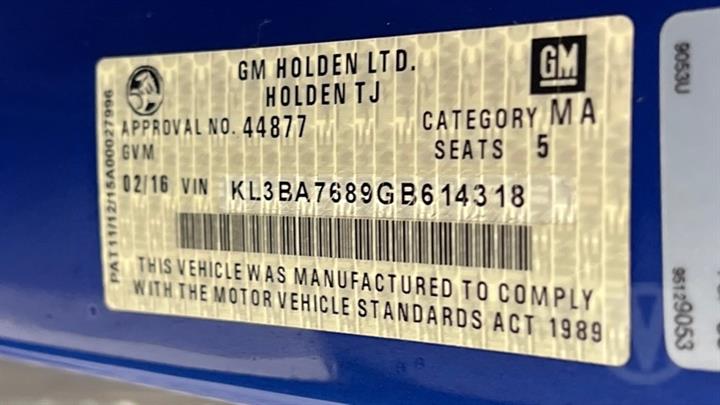 GM HOLDEN LTD.
GM
HOLDEN TJ
APPROVAL NO. 44877
CATEGORY MA
GVM
SEATS 5
02/16 VIN KL3BA7689GB614318
THIS VEHICLE WAS MANUFACTURED TO COMPLY
WITH THE MOTOR VEHICLE STANDARDS ACT 1989
PAT11/12/15A00027996
9053U
95129053